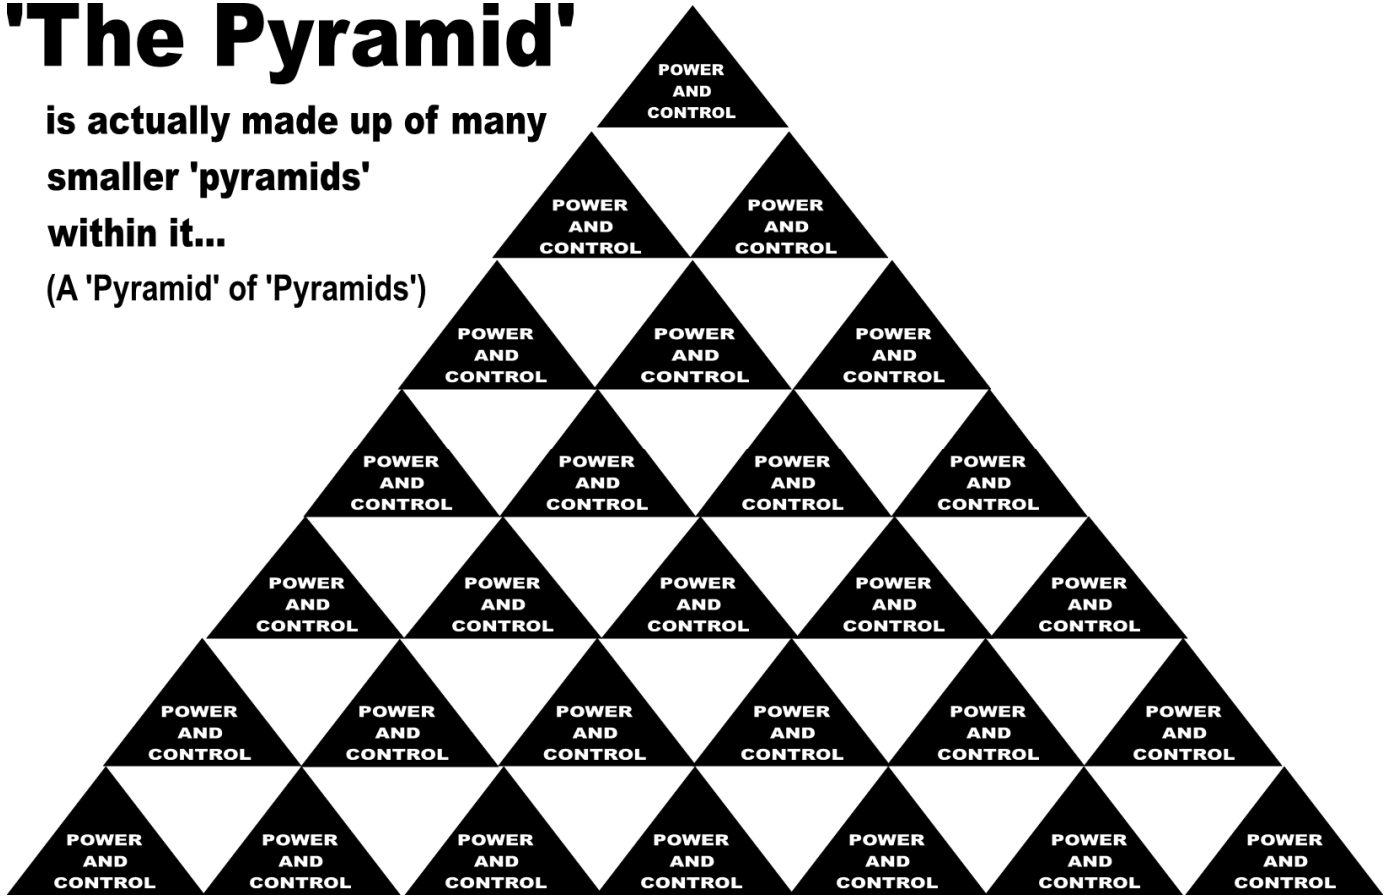 'The Pyramid'
is actually made up of many
smaller 'pyramids'
within it...
(A 'Pyramid' of 'Pyramids')
POWER
AND
CONTROL
POWER
AND
CONTROL
POWER
AND
CONTROL
POWER
AND
CONTROL
POWER
AND
CONTROL
POWER
AND
CONTROL
POWER
AND
CONTROL
POWER
AND
CONTROL
POWER
AND
CONTROL
POWER
AND
CONTROL
POWER
AND
CONTROL
POWER
AND
CONTROL
POWER
AND
CONTROL
POWER
AND
CONTROL
POWER
AND
CONTROL
POWER
AND
CONTROL
POWER
AND
CONTROL
POWER
AND
CONTROL
POWER
AND
CONTROL
POWER
AND
CONTROL
POWER
AND
CONTROL
POWER
AND
CONTROL
POWER
AND
CONTROL
POWER
AND
CONTROL
POWER
AND
CONTROL
POWER
AND
CONTROL
POWER
AND
CONTROL
POWER
AND
CONTROL